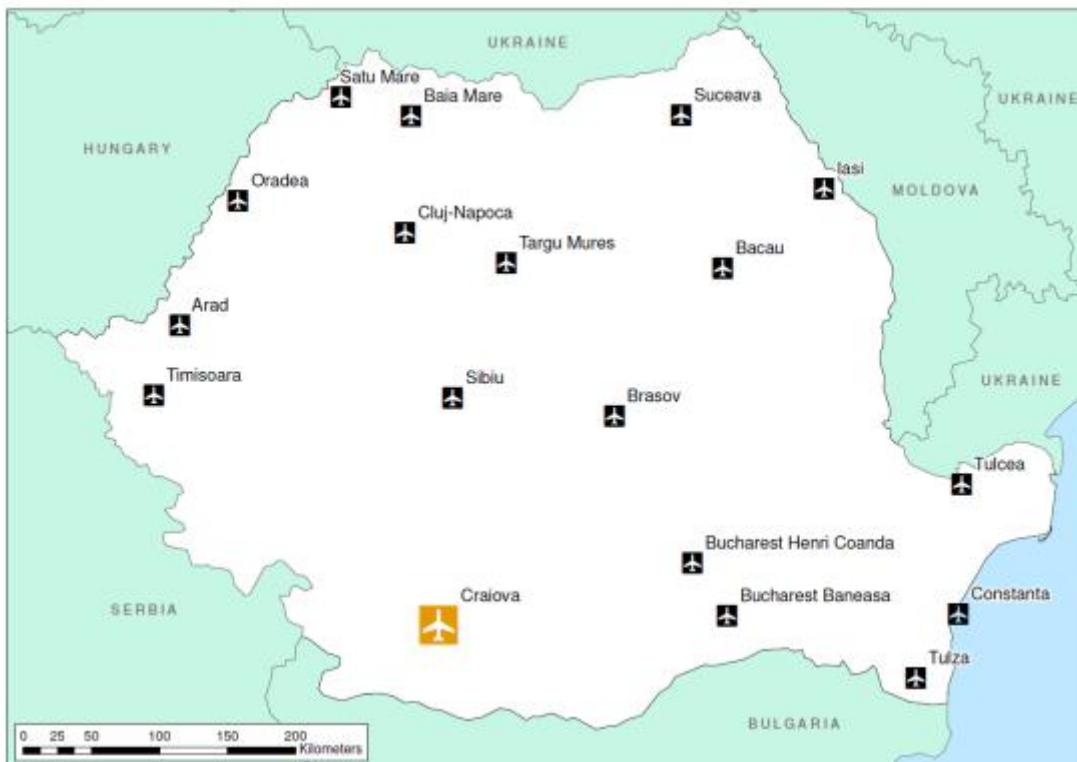 UKRAINE
Satu Mare
Baia Mare
Suceava
UKRAINE
HUNGARY
Oradea
Iasi
MOLDOVA
Cluj-Napoca
Targu Mures
Bacau
Arad
Timisoara
Sibiu
Brasov
UKRAINE
Tulcea
Bucharest Henri Coanda
SERBIA
Craiova
Bucharest Baneasa
Constanta
Tulza
BULGARIA
0 25 50 100 150 200
Kilometers